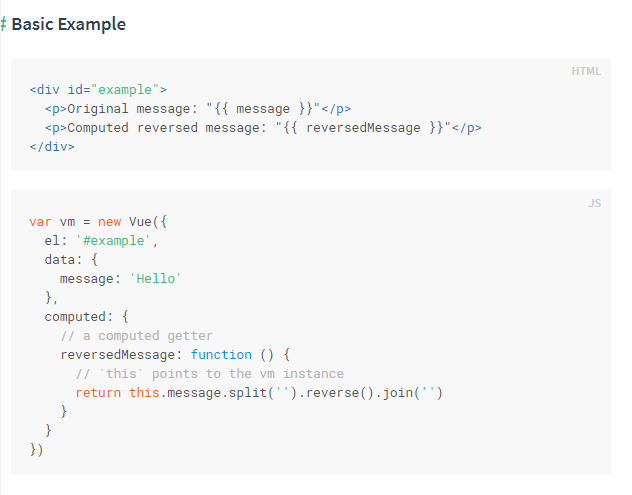 # Basic Example
HTML
<div id="example">
  <p>Original message: "{{ message }}"</p>
  <p>Computed reversed message: "{{ reversedMessage }}"</p>
</div>
JS
var vm = new Vue({
  el: '#example',
  data: {
    message: 'Hello'
  },
  computed: {
    // a computed getter
    reversedMessage: function () {
      // `this` points to the vm instance
      return this.message.split('').reverse().join('')
    }
  }
})